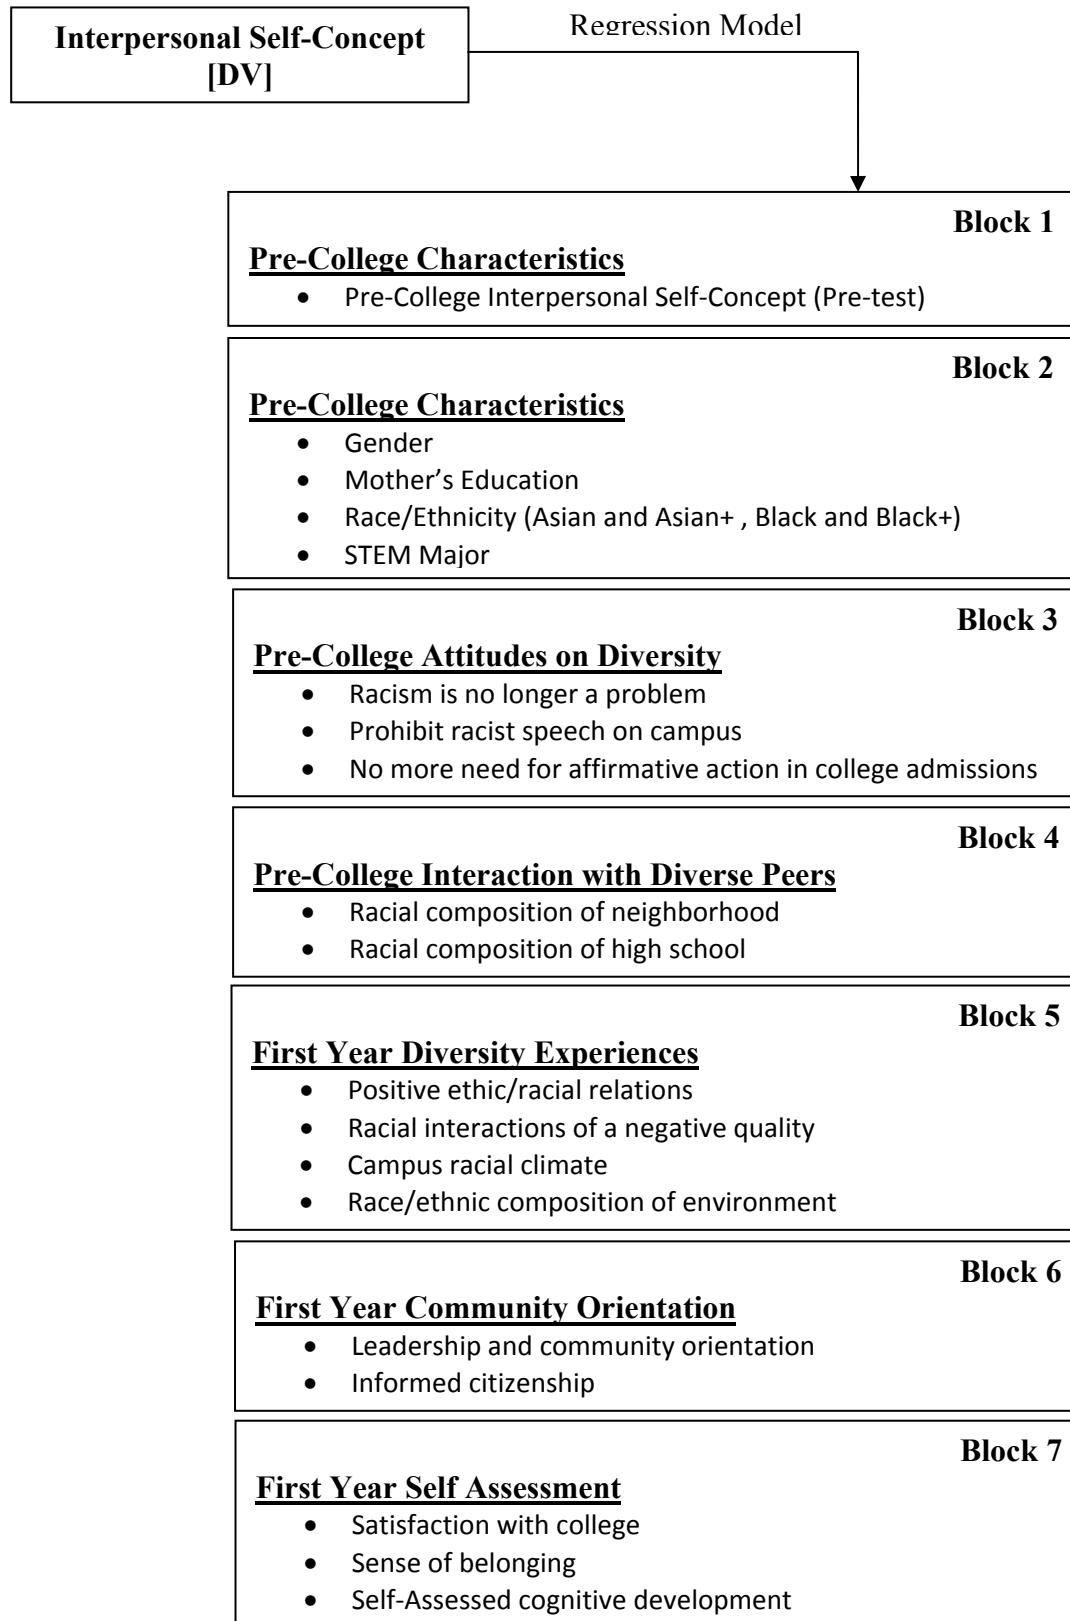 Interpersonal Self-Concept
[DV]
Regression Model
Block 1
Pre-College Characteristics
• Pre-College Interpersonal Self-Concept (Pre-test)
Block 2
Pre-College Characteristics
• Gender
• Mother’s Education
• Race/Ethnicity (Asian and Asian+ , Black and Black+)
• STEM Major
Block 3
Pre-College Attitudes on Diversity
• Racism is no longer a problem
• Prohibit racist speech on campus
• No more need for affirmative action in college admissions
Block 4
Pre-College Interaction with Diverse Peers
• Racial composition of neighborhood
• Racial composition of high school
Block 5
First Year Diversity Experiences
• Positive ethic/racial relations
• Racial interactions of a negative quality
• Campus racial climate
• Race/ethnic composition of environment
Block 6
First Year Community Orientation
• Leadership and community orientation
• Informed citizenship
Block 7
First Year Self Assessment
• Satisfaction with college
• Sense of belonging
• Self-Assessed cognitive development